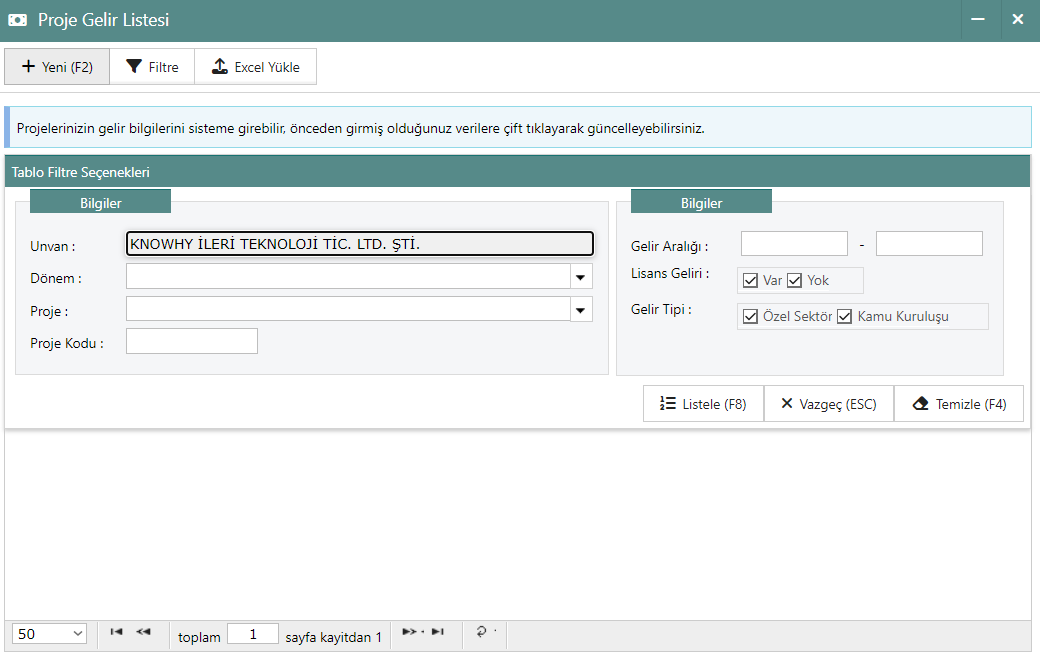 Proje Gelir Listesi
Yeni (F2) Filtre Excel Yükle
Projelerinizin gelir bilgilerini sisteme girebilir, önceden girmiş olduğunuz verilere çift tıklayarak güncelleyebilirsiniz.
Tablo Filtre Seçenekleri
Bilgiler
Unvan : KNOWHY İLERİ TEKNOLOJİ TİC. LTD. ŞTİ.
Dönem :
Proje :
Proje Kodu :
Bilgiler
Gelir Aralığı : -
Lisans Geliri : Var Yok
Gelir Tipi : Özel Sektör Kamu Kuruluşu
Listele (F8) Vazgeç (ESC) Temizle (F4)
50 toplam 1 sayfa kayitdan 1